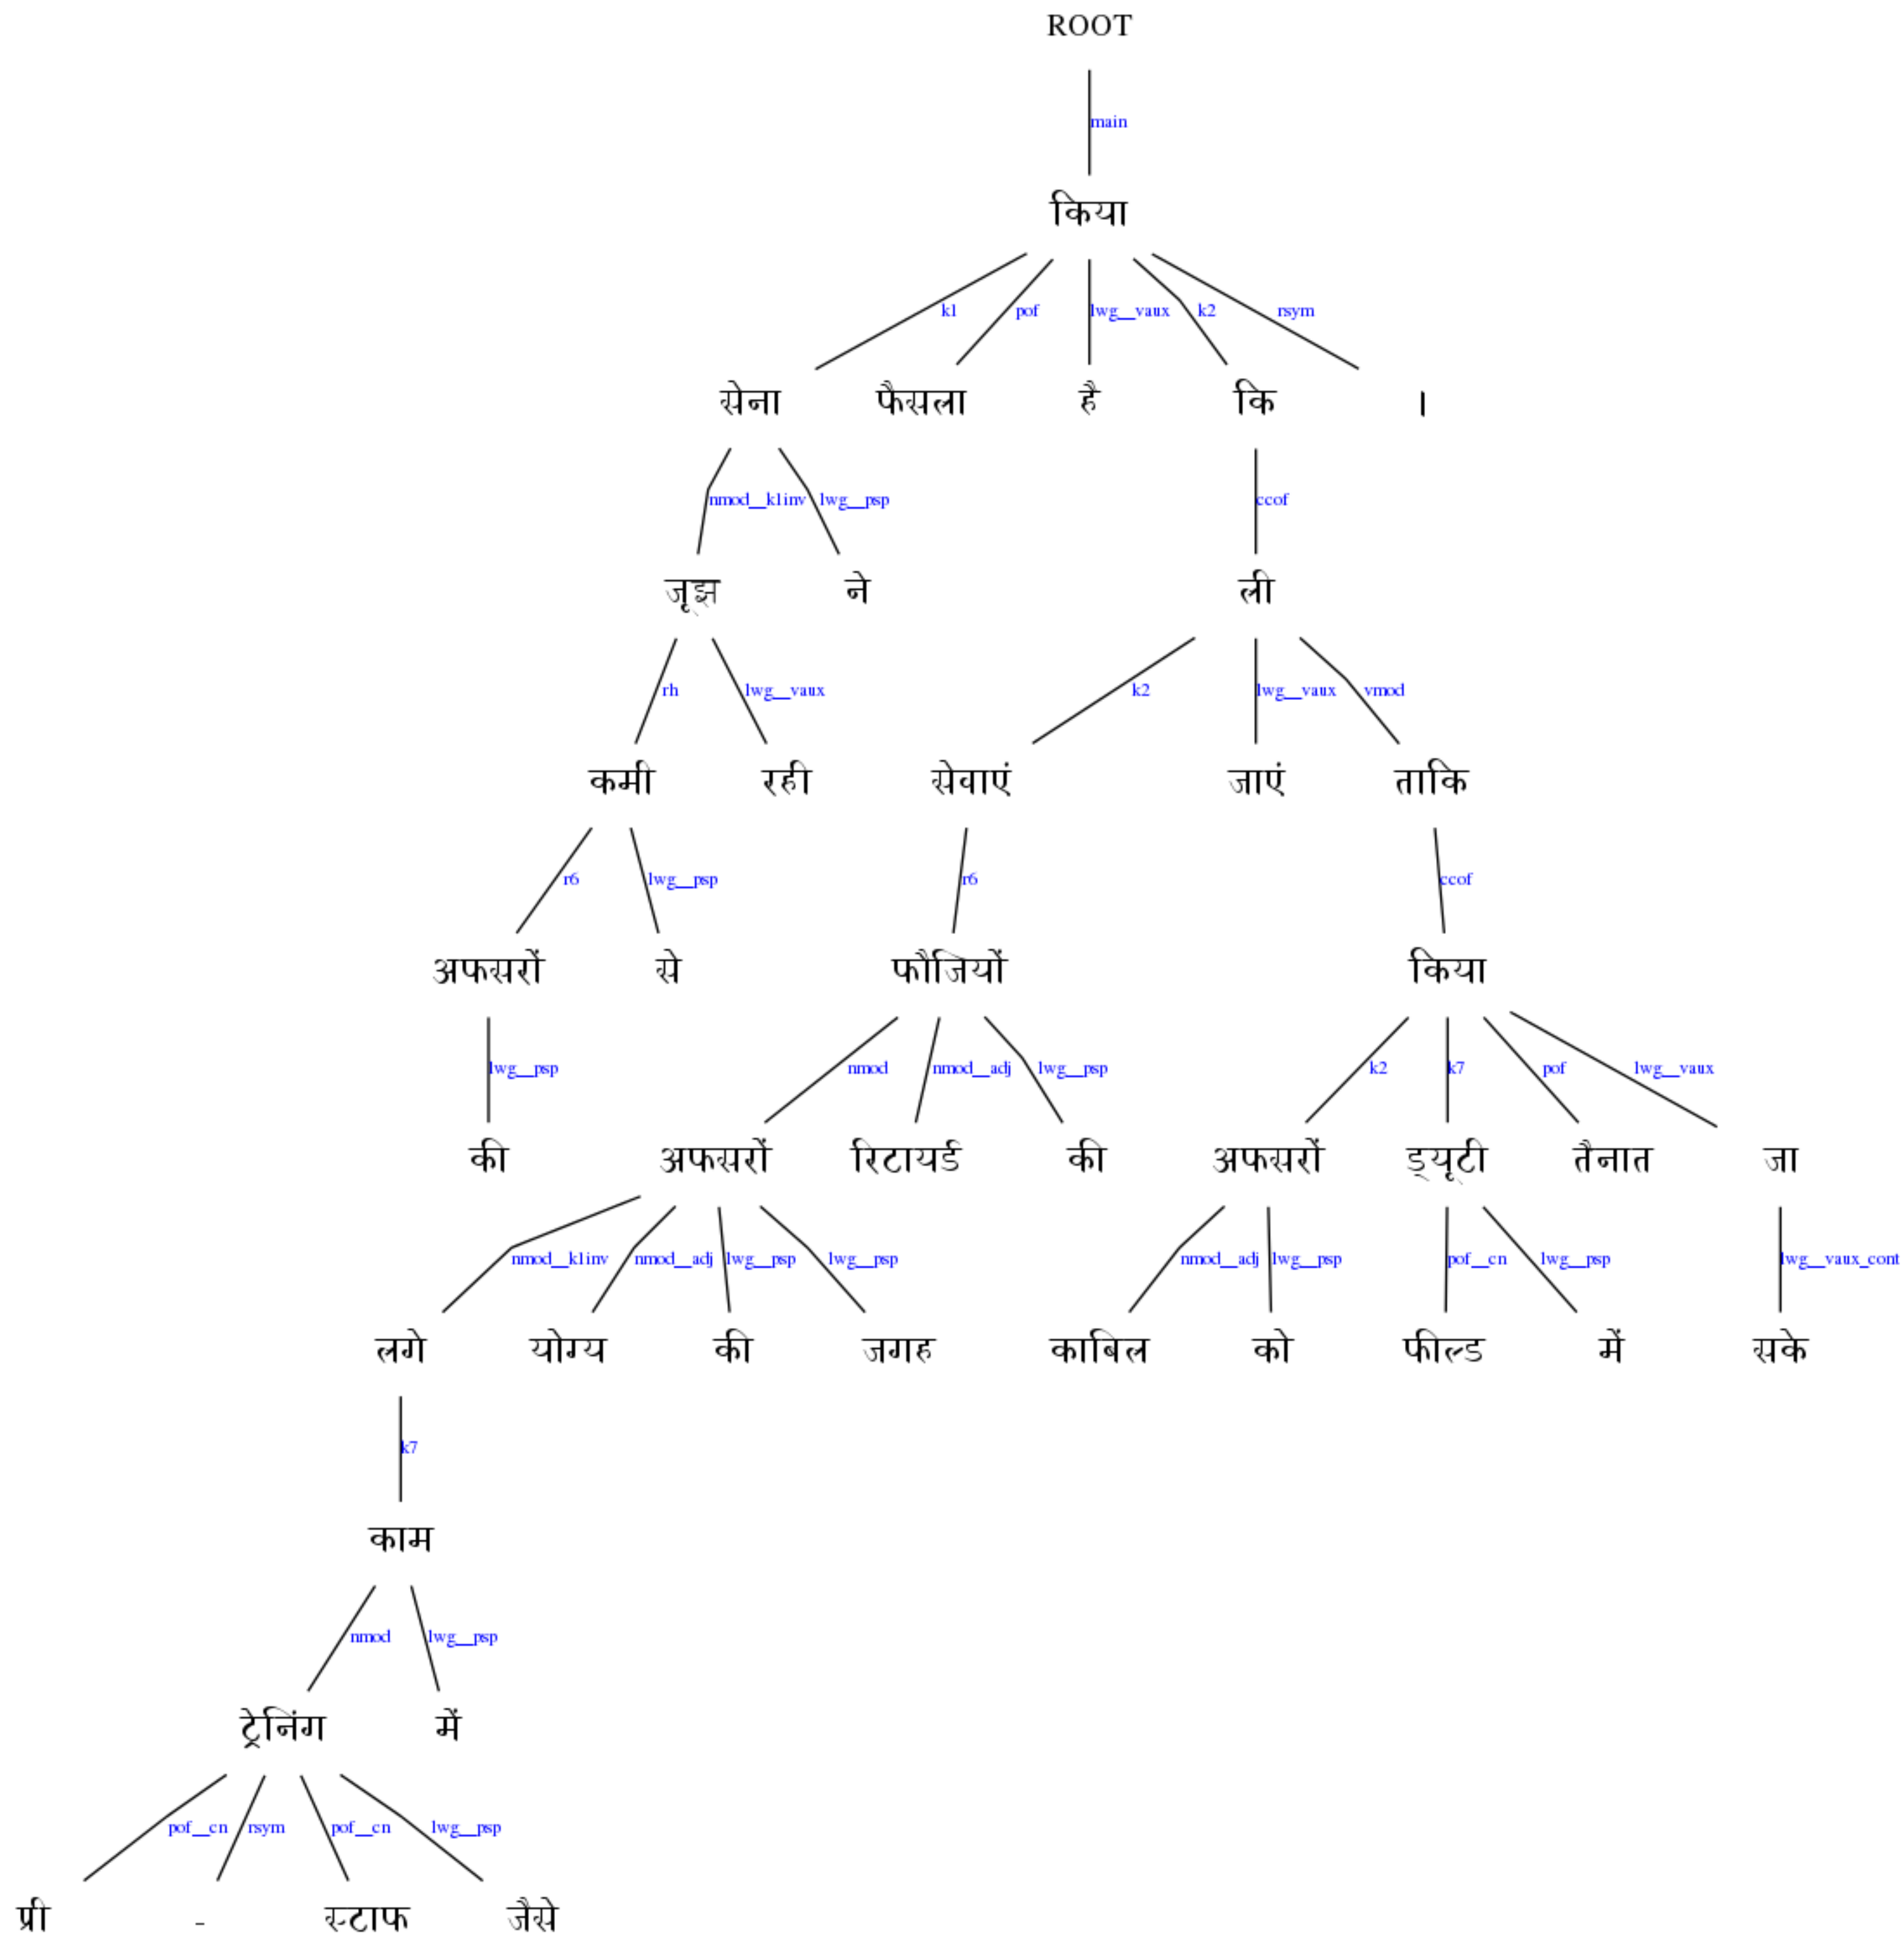 ROOT
main
किया
k1 pof lwg__vaux k2 rsym
सेना फैसला है कि ।
nmod__k1inv lwg__psp ccof
जूझ ने ली
rh lwg__vaux k2 lwg__vaux vmod
कमी रही सेवाएं जाएं ताकि
r6 lwg__psp r6 ccof
अफसरों से फौजियों किया
lwg__psp nmod nmod__adj lwg__psp k2 k7 pof lwg__vaux
की अफसरों रिटायर्ड की अफसरों ड्यूटी तैनात जा
nmod__k1inv nmod__adj lwg__psp lwg__psp nmod__adj lwg__psp pof__cn lwg__psp lwg__vaux_cont
लगे योग्य की जगह काबिल को फील्ड में सके
k7
काम
nmod lwg__psp
ट्रेनिंग में
pof__cn rsym pof__cn lwg__psp
प्री - स्टाफ जैसे